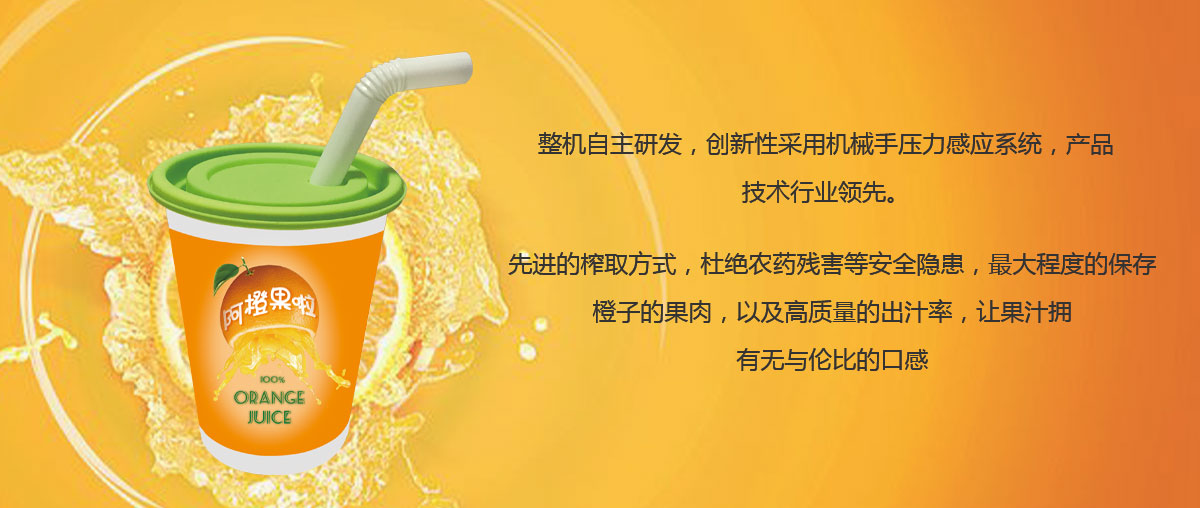 阿橙果啦
100%
ORANGE
JUICE
整机自主研发，创新性采用机械手压力感应系统，产品
技术行业领先。
先进的榨取方式，杜绝农药残害等安全隐患，最大程度的保存
橙子的果肉，以及高质量的出汁率，让果汁拥
有无与伦比的口感